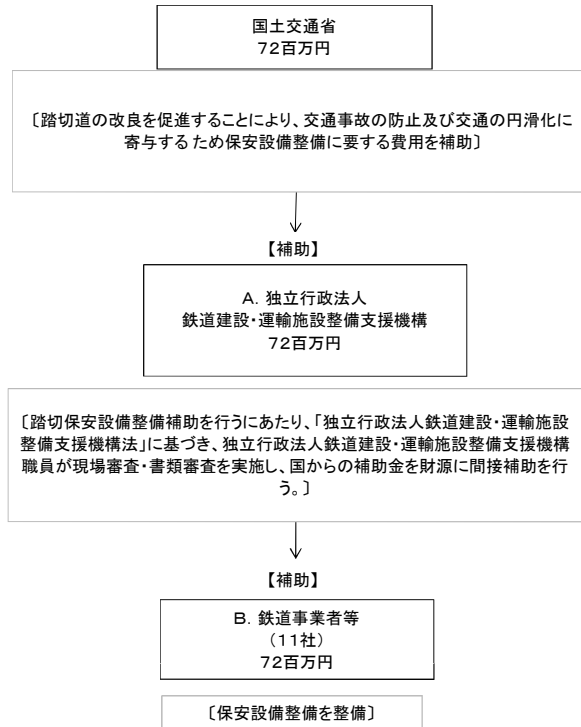 国土交通省
72百万円
〔踏切道の改良を促進することにより、交通事故の防止及び交通の円滑化に
寄与するため保安設備整備に要する費用を補助〕
【補助】
A．独立行政法人
鉄道建設・運輸施設整備支援機構
72百万円
〔踏切保安設備整備補助を行うにあたり、「独立行政法人鉄道建設・運輸施設
整備支援機構法」に基づき、独立行政法人鉄道建設・運輸施設整備支援機構
職員が現場審査・書類審査を実施し、国からの補助金を財源に間接補助を行
う。〕
【補助】
B．鉄道事業者等
（11社）
72百万円
〔保安設備整備を整備〕